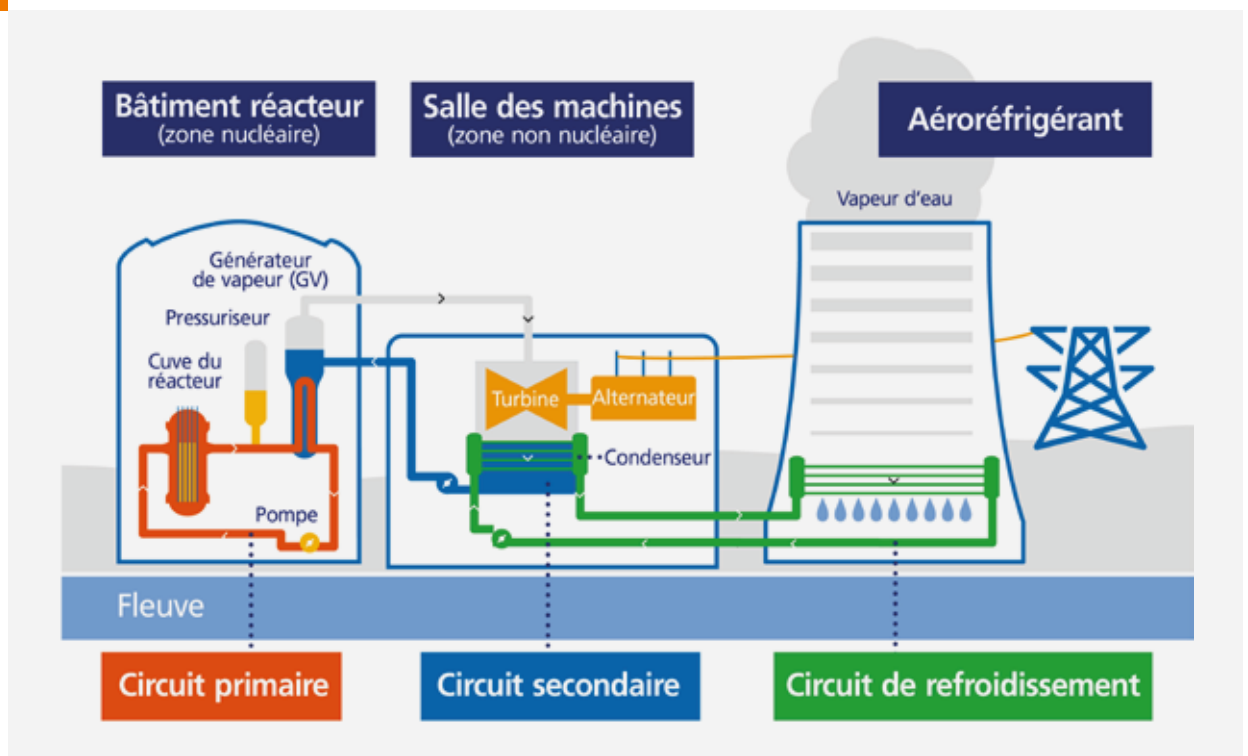 Bâtiment réacteur
(zone nucléaire)
Salle des machines
(zone non nucléaire)
Aéroréfrigérant
Vapeur d'eau
Générateur
de vapeur (GV)
Pressuriseur
Cuve du
réacteur
Turbine
Alternateur
Condenseur
Pompe
Fleuve
Circuit primaire
Circuit secondaire
Circuit de refroidissement